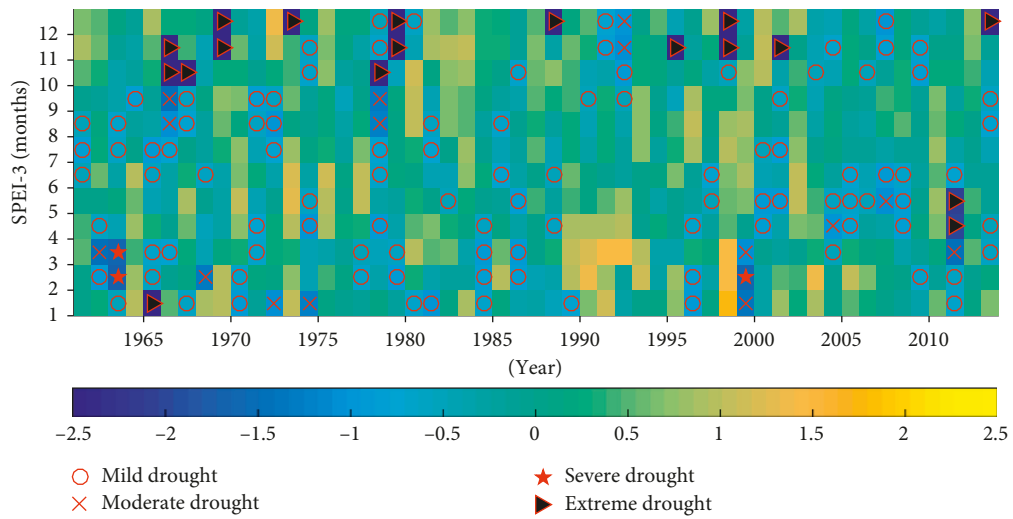 12
11
10
9
8
7
6
5
4
3
2
1
SPEI-3 (months)
1965 1970 1975 1980 1985 1990 1995 2000 2005 2010
(Year)
−2.5 −2 −1.5 −1 −0.5 0 0.5 1 1.5 2 2.5
Mild drought
Moderate drought
Severe drought
Extreme drought